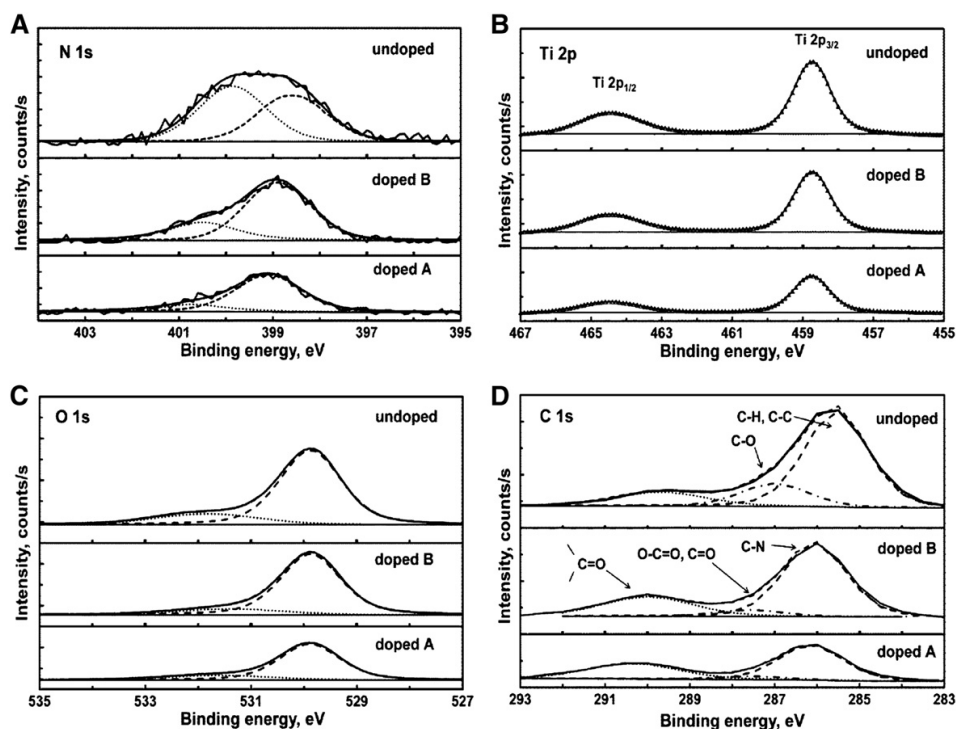 A
N 1s
undoped
doped B
doped A
Intensity, counts/s
403 401 399 397 395
Binding energy, eV
B
Ti 2p
Ti 2p3/2
undoped
Ti 2p1/2
doped B
doped A
Intensity, counts/s
467 465 463 461 459 457 455
Binding energy, eV
C
O 1s
undoped
doped B
doped A
Intensity, counts/s
535 533 531 529 527
Binding energy, eV
D
C 1s
undoped
C-H, C-C
C-O
doped B
C-N
O-C=O, C=O
C=O
doped A
Intensity, counts/s
293 291 289 287 285 283
Binding energy, eV